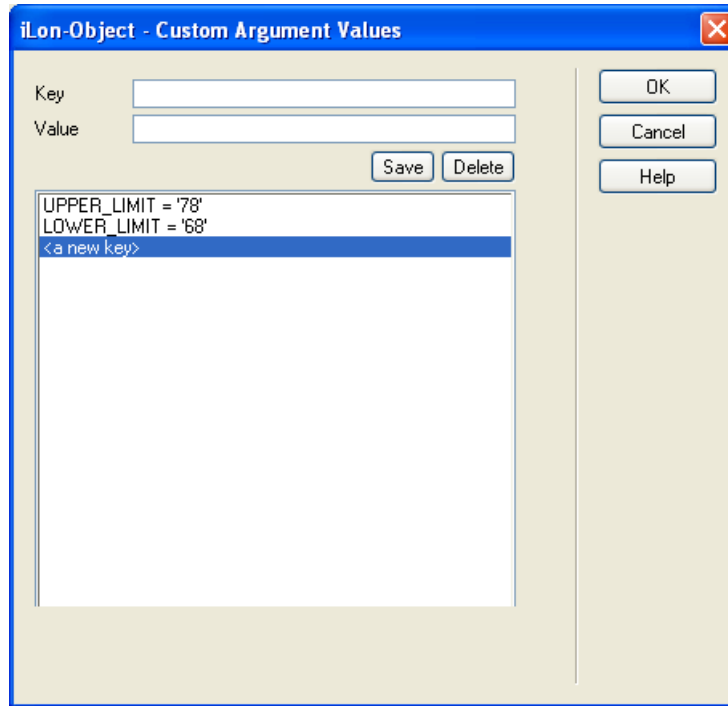 iLon-Object - Custom Argument Values
Key
Value
Save Delete
UPPER_LIMIT = '78'
LOWER_LIMIT = '68'
<a new key>
OK
Cancel
Help